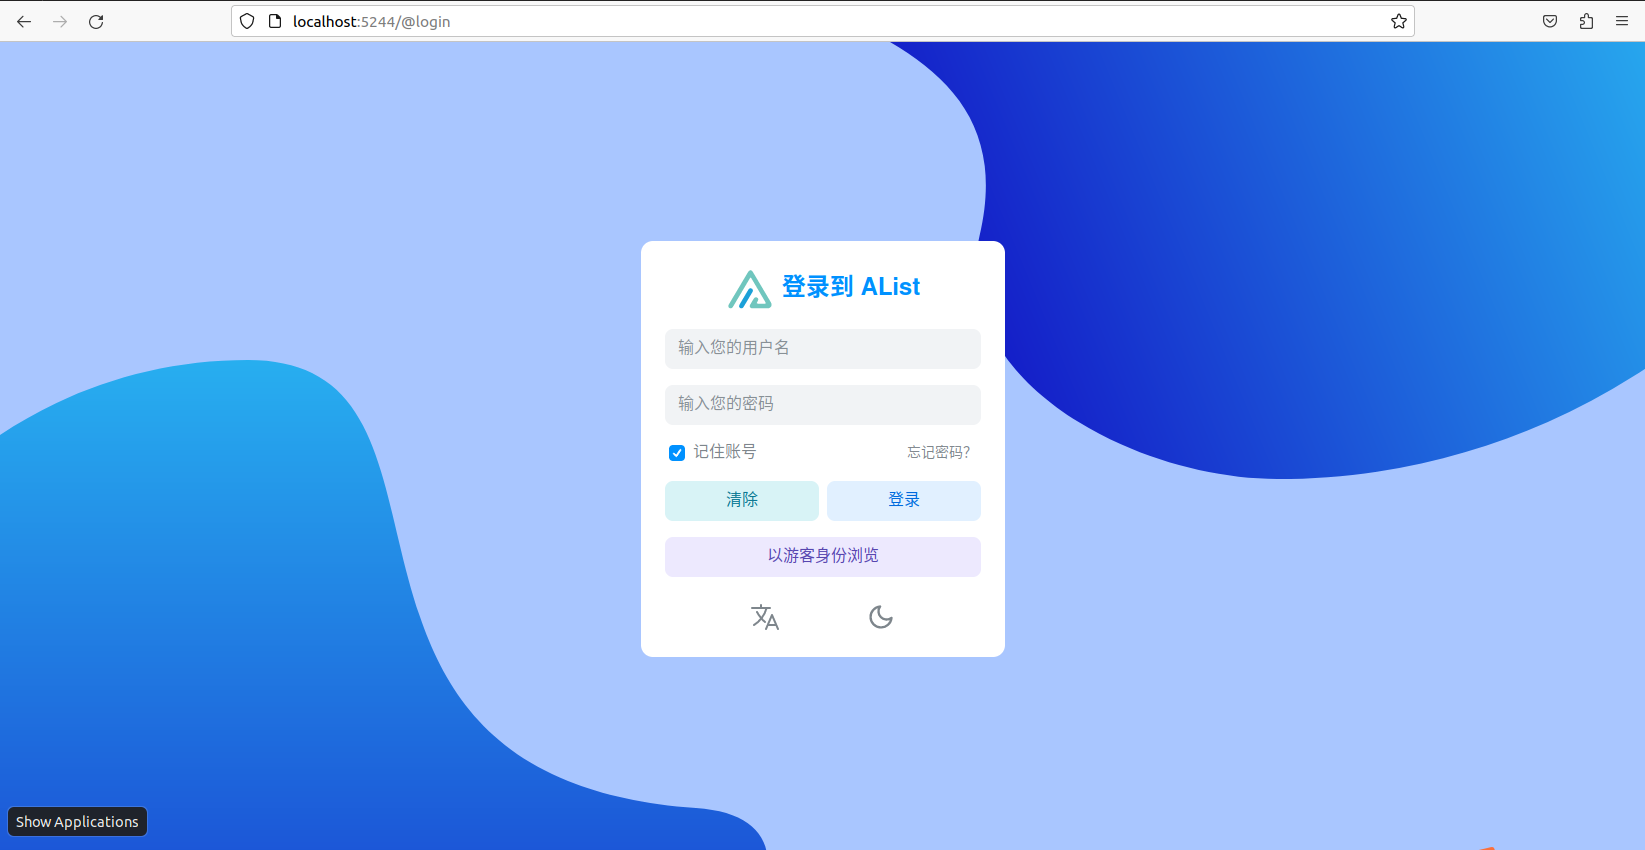 localhost:5244/@login
登录到 AList
输入您的用户名
输入您的密码
记住账号
忘记密码?
清除
登录
以游客身份浏览
Show Applications